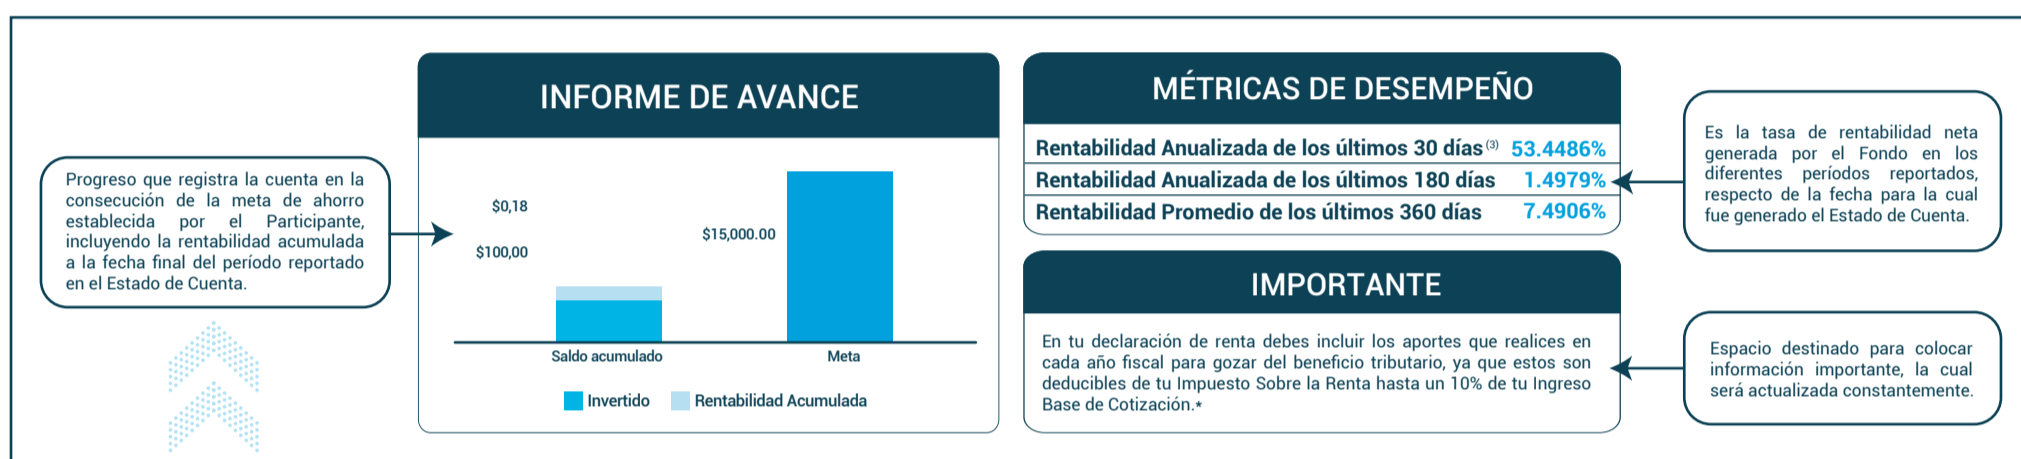 Progreso que registra la cuenta en la
consecución de la meta de ahorro
establecida por el Participante,
incluyendo la rentabilidad acumulada
a la fecha final del período reportado
en el Estado de Cuenta.
INFORME DE AVANCE
$0,18
$100,00
$15,000.00
Saldo acumulado
Meta
Invertido
Rentabilidad Acumulada
MÉTRICAS DE DESEMPEÑO
Rentabilidad Anualizada de los últimos 30 días (3) 53.4486%
Rentabilidad Anualizada de los últimos 180 días 1.4979%
Rentabilidad Promedio de los últimos 360 días 7.4906%
Es la tasa de rentabilidad neta
generada por el Fondo en los
diferentes períodos reportados,
respecto de la fecha para la cual
fue generado el Estado de Cuenta.
IMPORTANTE
En tu declaración de renta debes incluir los aportes que realices en
cada año fiscal para gozar del beneficio tributario, ya que estos son
deducibles de tu Impuesto Sobre la Renta hasta un 10% de tu Ingreso
Base de Cotización.*
Espacio destinado para colocar
información importante, la cual
será actualizada constantemente.